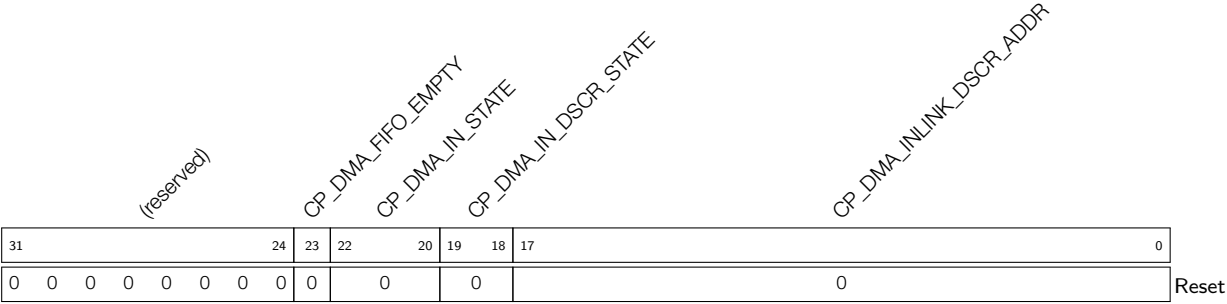 (reserved)
CP_DMA_FIFO_EMPTY
CP_DMA_IN_STATE
CP_DMA_IN_DSCR_STATE
CP_DMA_INLINK_DSCR_ADDR
31 24 23 22 20 19 18 17 0
0 0 0 0 0 0 0 0 0 0 0 0 Reset